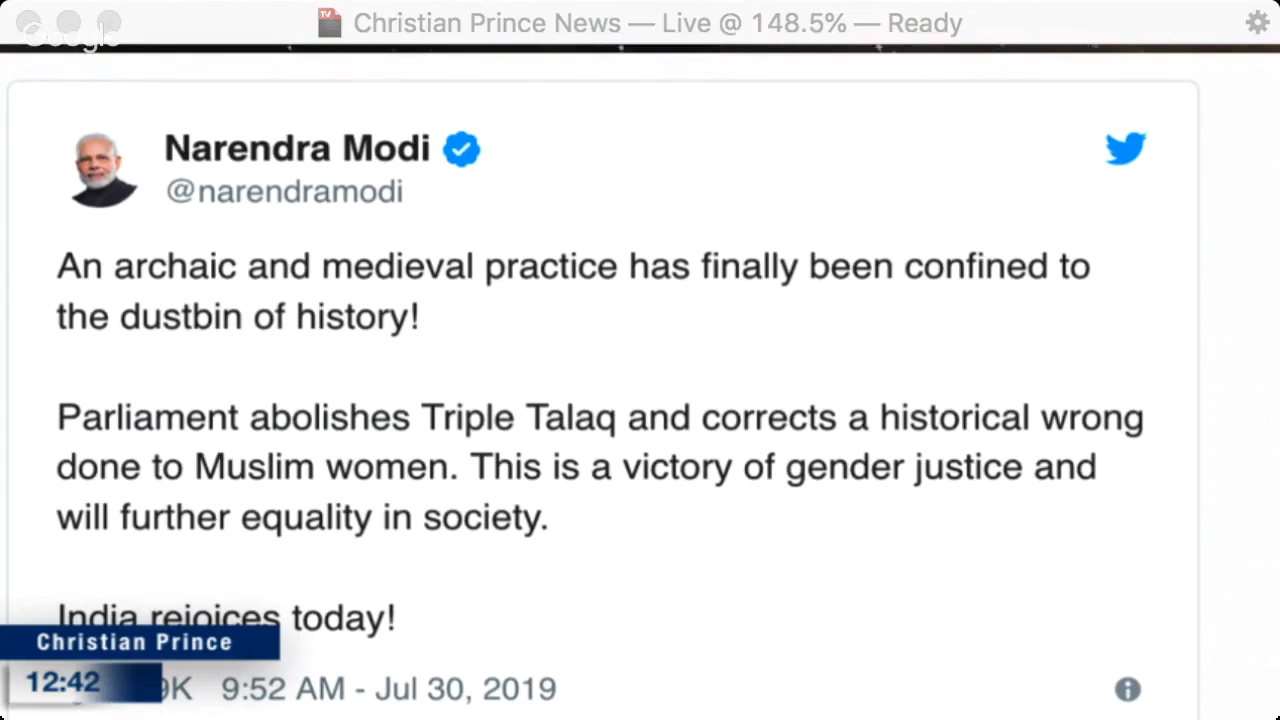 TV
Christian Prince News — Live @ 148.5% — Ready
Google
Narendra Modi
@narendramodi
An archaic and medieval practice has finally been confined to
the dustbin of history!
Parliament abolishes Triple Talaq and corrects a historical wrong
done to Muslim women. This is a victory of gender justice and
will further equality in society.
India rejoices today!
Christian Prince
12:42
9K 9:52 AM - Jul 30, 2019